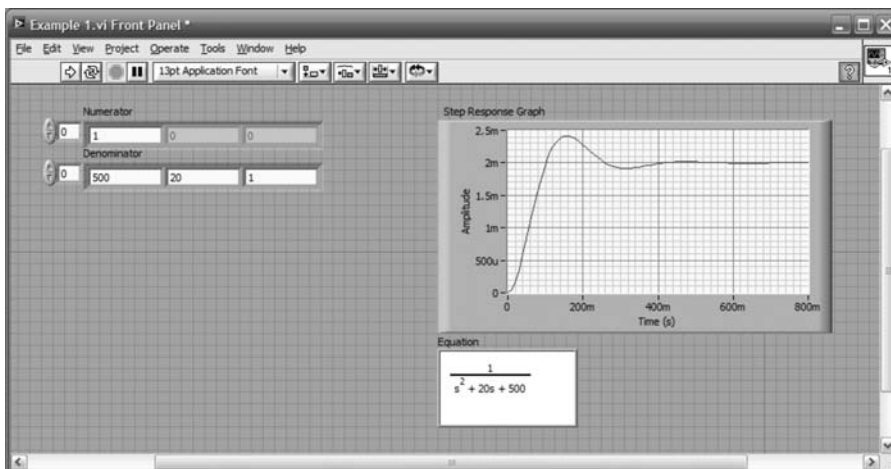 Example 1.vi Front Panel *
File Edit View Project Operate Tools Window Help
13pt Application Font
Numerator
0 1 0 0
Denominator
0 500 20 1
Step Response Graph
2.5m
2m
1.5m
1m
500u
0
Amplitude
0 200m 400m 600m 800m
Time (s)
Equation
1
s² + 20s + 500